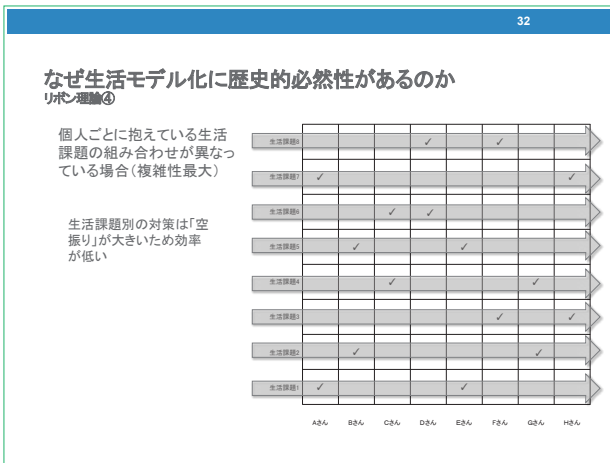 32
なぜ生活モデル化に歴史的必然性があるのか
リボン理論④
個人ごとに抱えている生活
課題の組み合わせが異なっ
ている場合（複雑性最大）
生活課題別の対策は「空
振り」が大きいため効率
が低い
生活課題8 ✓ ✓
生活課題7 ✓ ✓
生活課題6 ✓ ✓
生活課題5 ✓ ✓
生活課題4 ✓ ✓
生活課題3 ✓ ✓
生活課題2 ✓ ✓
生活課題1 ✓ ✓
Aさん Bさん Cさん Dさん Eさん Fさん Gさん Hさん